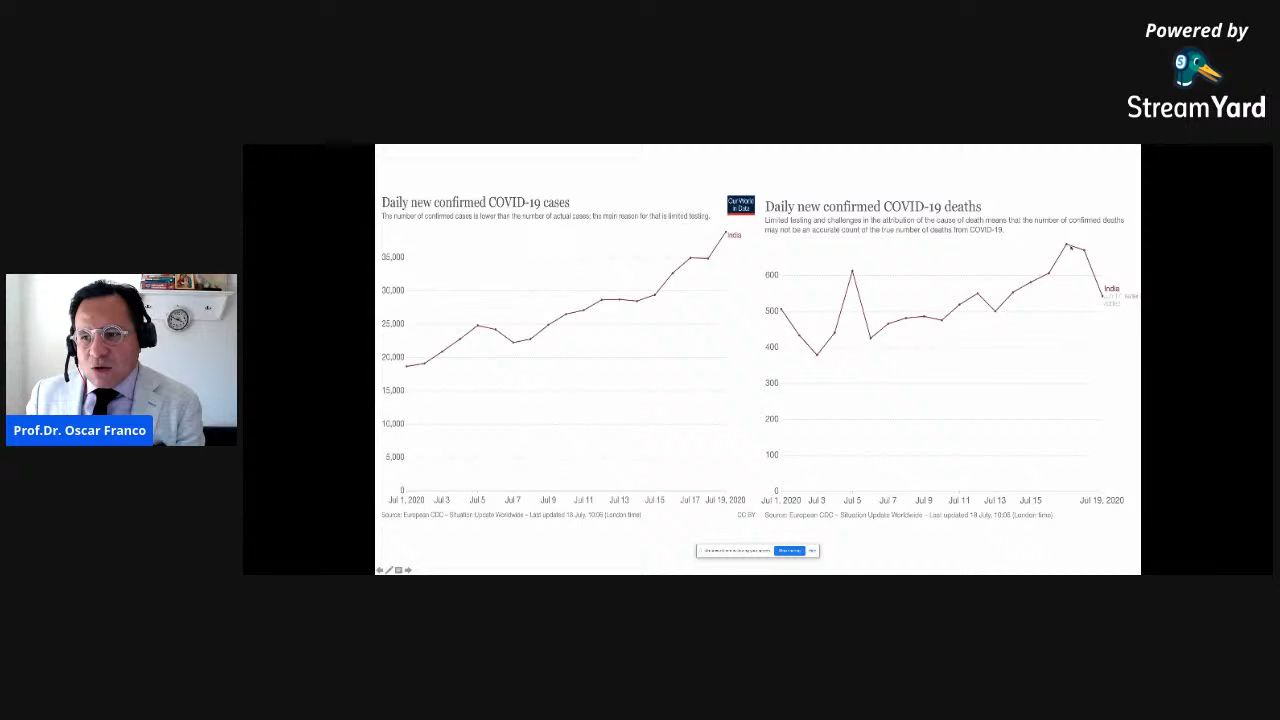 Powered by
StreamYard
Daily new confirmed COVID-19 cases
The number of confirmed cases is lower than the number of actual cases; the main reason for that is limited testing.
Our World
in Data
India
35,000
30,000
25,000
20,000
15,000
10,000
5,000
0
Jul 1, 2020 Jul 3 Jul 5 Jul 7 Jul 9 Jul 11 Jul 13 Jul 15 Jul 17 Jul 19, 2020
Source: European CDC – Situation Update Worldwide – Last updated 18 July, 10:06 (London time)
CC BY
Daily new confirmed COVID-19 deaths
Limited testing and challenges in the attribution of the cause of death means that the number of confirmed deaths
may not be an accurate count of the true number of deaths from COVID-19.
600
500
400
300
200
100
0
India
Jul 1, 2020 Jul 3 Jul 5 Jul 7 Jul 9 Jul 11 Jul 13 Jul 15 Jul 19, 2020
Source: European CDC – Situation Update Worldwide – Last updated 18 July, 10:06 (London time)
Prof.Dr. Oscar Franco